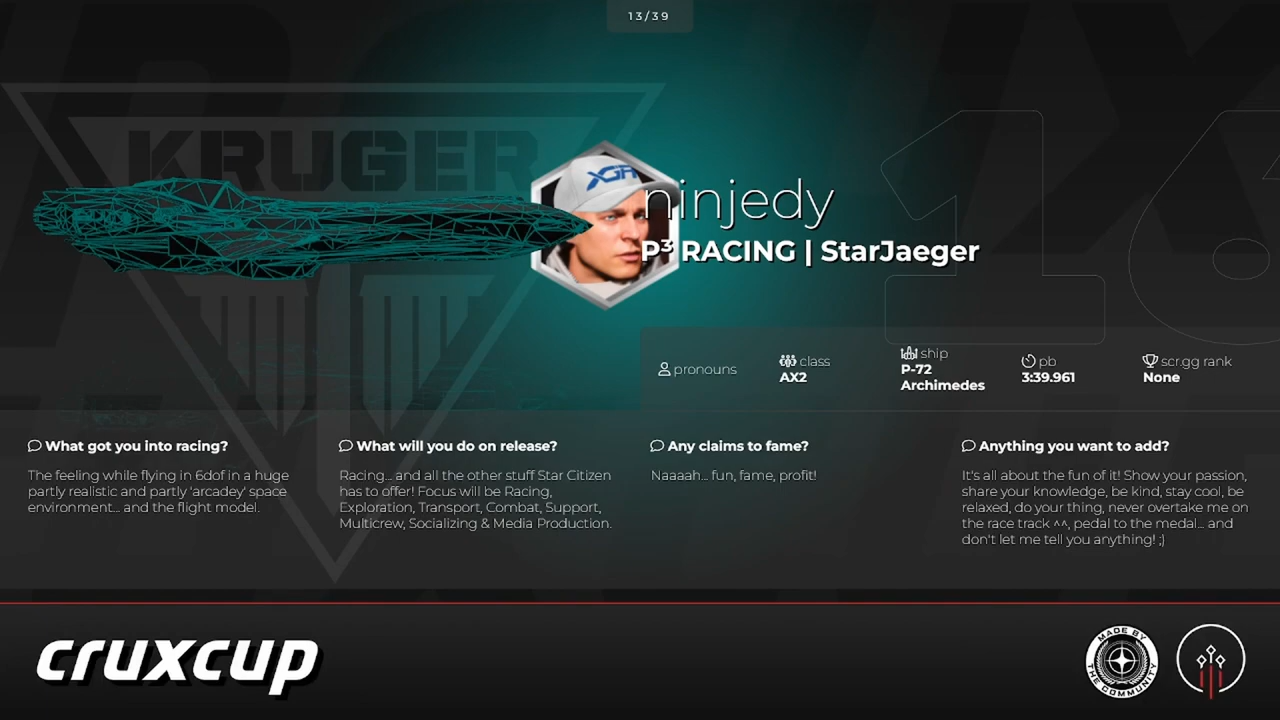 13/39
KRUGER
16
XGR
ninjedy
P³ RACING | StarJaeger
pronouns
class
AX2
ship
P-72
Archimedes
pb
3:39.961
scr.gg rank
None
What got you into racing?
The feeling while flying in 6dof in a huge
partly realistic and partly 'arcadey' space
environment... and the flight model.
What will you do on release?
Racing... and all the other stuff Star Citizen
has to offer! Focus will be Racing,
Exploration, Transport, Combat, Support,
Multicrew, Socializing & Media Production.
Any claims to fame?
Naaaah... fun, fame, profit!
Anything you want to add?
It's all about the fun of it! Show your passion,
share your knowledge, be kind, stay cool, be
relaxed, do your thing, never overtake me on
the race track ^^, pedal to the medal... and
don't let me tell you anything! ;)
cruxcup
MADE BY
THE COMMUNITY